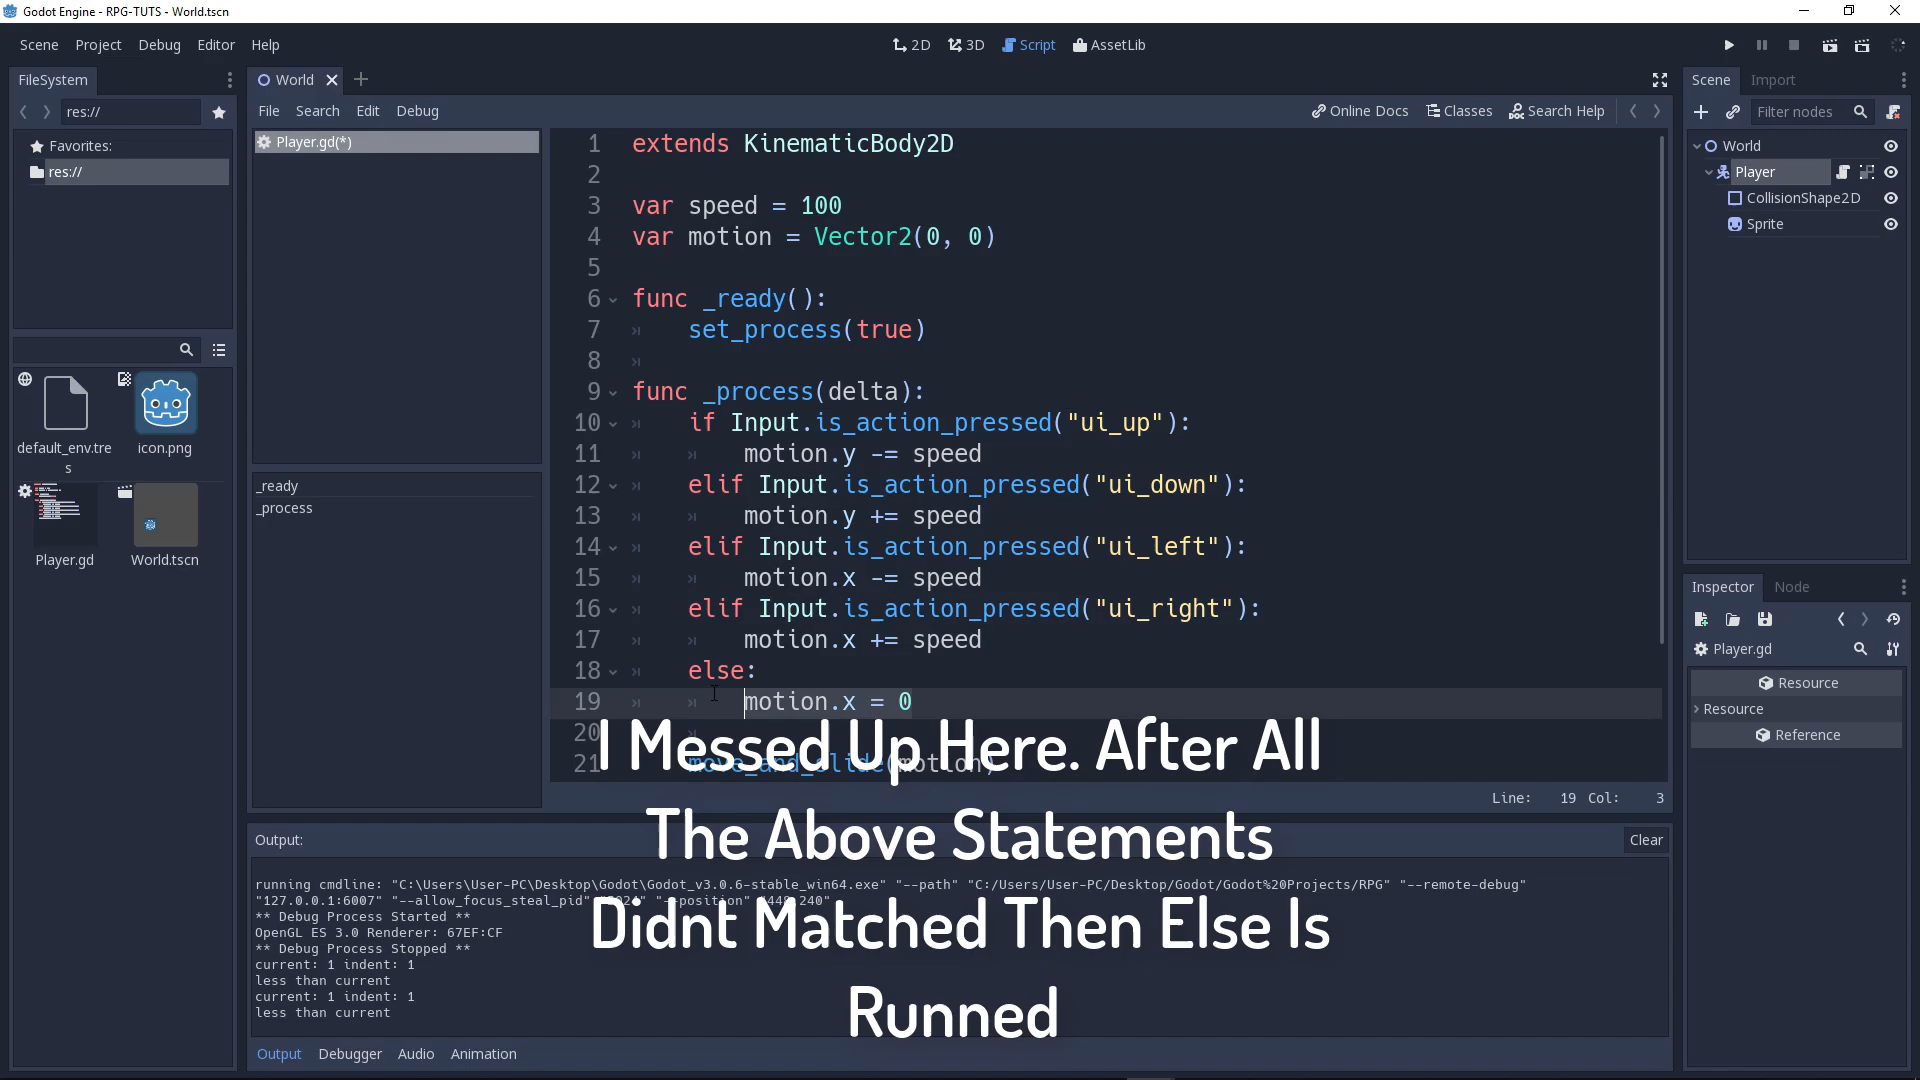 Godot Engine - RPG-TUTS - World.tscn
Scene Project Debug Editor Help
2D 3D Script AssetLib
FileSystem
res://
Favorites:
res://
default_env.tre
s
icon.png
Player.gd
World.tscn
World
File Search Edit Debug
Online Docs Classes Search Help
Player.gd(*)
_ready
_process
1 extends KinematicBody2D
2
3 var speed = 100
4 var motion = Vector2(0, 0)
5
6 func _ready():
7 set_process(true)
8
9 func _process(delta):
10 if Input.is_action_pressed("ui_up"):
11 motion.y -= speed
12 elif Input.is_action_pressed("ui_down"):
13 motion.y += speed
14 elif Input.is_action_pressed("ui_left"):
15 motion.x -= speed
16 elif Input.is_action_pressed("ui_right"):
17 motion.x += speed
18 else:
19 motion.x = 0
20
21 move_and_slide(motion)
Line: 19 Col: 3
I Messed Up Here. After All
The Above Statements
Didnt Matched Then Else Is
Runned
Output:
Clear
running cmdline: "C:\Users\User-PC\Desktop\Godot\Godot_v3.0.6-stable_win64.exe" "--path" "C:/Users/User-PC/Desktop/Godot/Godot%20Projects/RPG" "--remote-debug"
"127.0.0.1:6007" "--allow_focus_steal_pid" "--position" "448,240"
** Debug Process Started **
OpenGL ES 3.0 Renderer: 67EF:CF
** Debug Process Stopped **
current: 1 indent: 1
less than current
current: 1 indent: 1
less than current
Output Debugger Audio Animation
Scene Import
Filter nodes
World
Player
CollisionShape2D
Sprite
Inspector Node
Player.gd
Resource
Resource
Reference